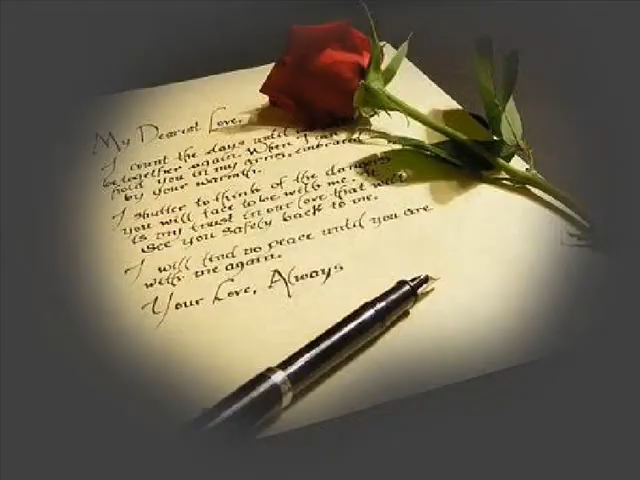 My Dearest Love,
I count the days until
be together again. When I can
hold you in my arms, embraced
by your warmth.
I shutter to think of the dangers
you will face to be with me. It
is my trust in our love that will
see you safely back to me.
I will find no peace until you are
with me again.
Your Love, Always